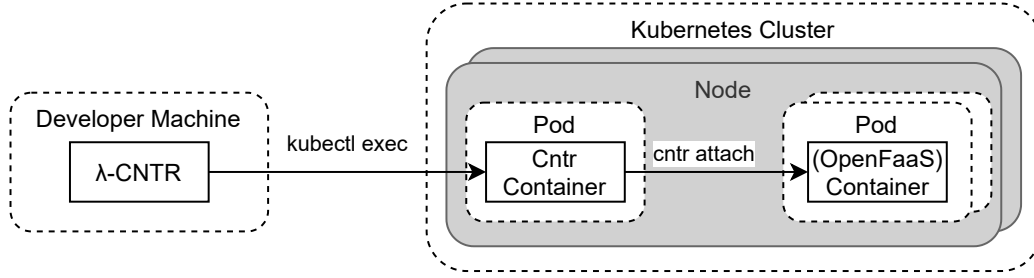 Kubernetes Cluster
Node
Developer Machine
λ-CNTR
kubectl exec
Pod
Cntr
Container
cntr attach
Pod
(OpenFaaS)
Container